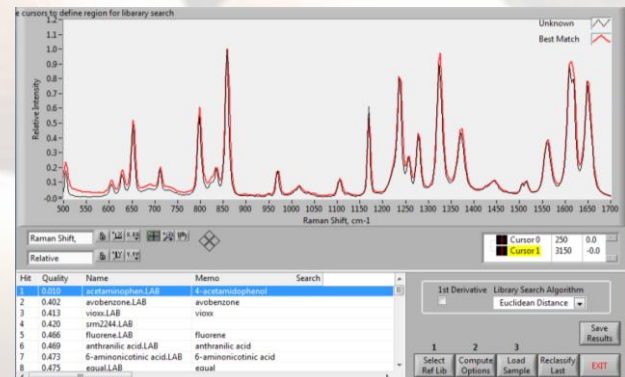 e cursors to define region for libarary search
Unknown
Best Match
1.2-
1.1-
1.0-
0.9-
0.8-
0.7-
0.6-
0.5-
0.4-
0.3-
0.2-
0.1-
-0.0-
Relative Intensity
500 550 600 650 700 750 800 850 900 950 1000 1050 1100 1150 1200 1250 1300 1350 1400 1450 1500 1550 1600 1650 1700
Raman Shift, cm-1
Raman Shift,
Relative
Cursor 0 250 0.0
Cursor 1 3150 -0.0
Hit Quality Name Memo Search
1 0.010 acetaminophen.LAB 4-acetamidophenol
2 0.402 avobenzone.LAB avobenzone
3 0.413 vioxx.LAB vioxx
4 0.420 srm2244.LAB
5 0.466 fluorene.LAB fluorene
6 0.469 anthranilic acid.LAB anthranilic acid
7 0.473 6-aminonicotinic acid.LAB 6-aminonicotinic acid
8 0.475 equal.LAB equal
1st Derivative Library Search Algorithm
Euclidean Distance
Save Results
1 2 3
Select Ref Lib
Compute Options
Load Sample
Reclassify Last
EXIT